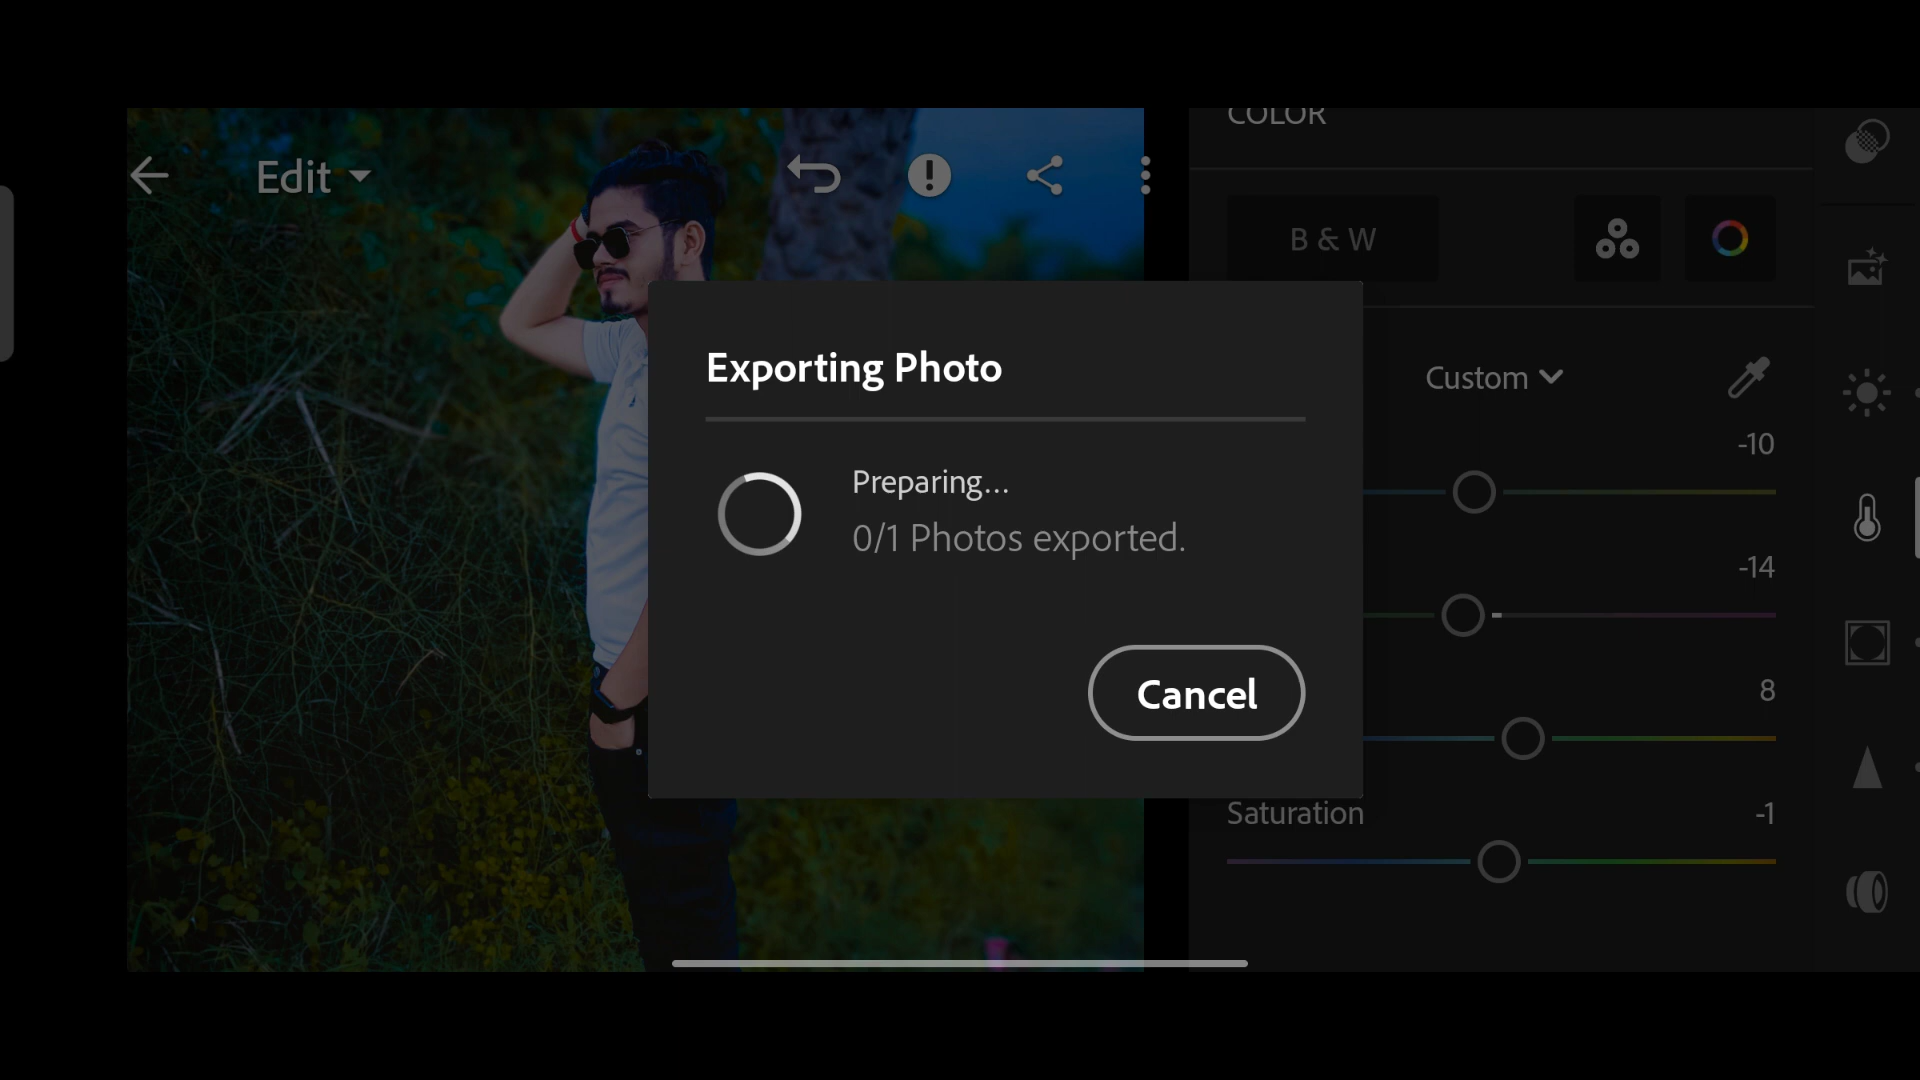 COLOR
Edit
B & W
Exporting Photo
Custom
-10
Preparing...
0/1 Photos exported.
-14
Cancel
8
Saturation
-1